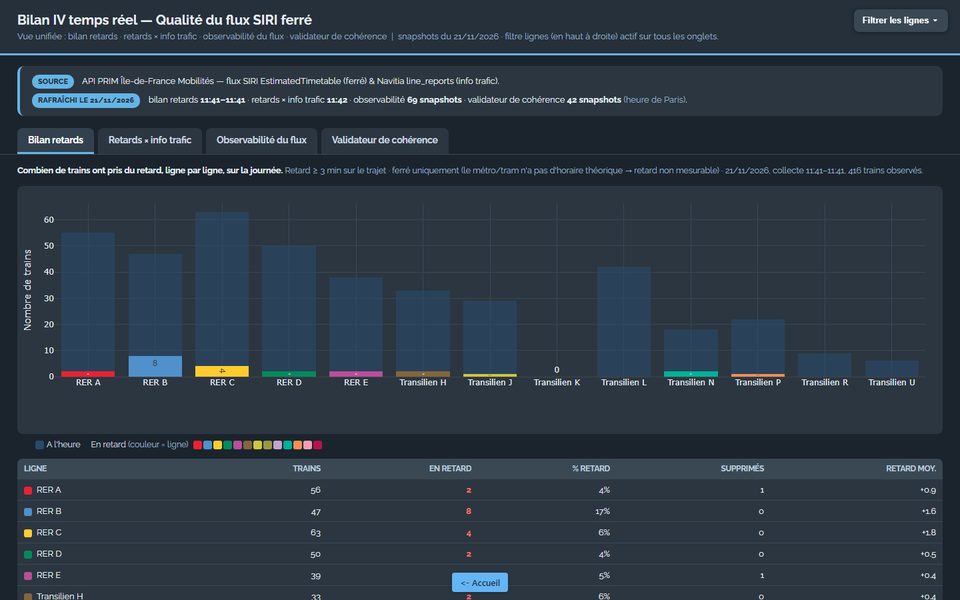 Bilan IV temps réel — Qualité du flux SIRI ferré
Filtrer les lignes
Vue unifiée : bilan retards · retards × info trafic · observabilité du flux · validateur de cohérence | snapshots du 21/11/2026 · filtre lignes (en haut à droite) actif sur tous les onglets.
SOURCE API PRIM Île-de-France Mobilités — flux SIRI EstimatedTimetable (ferré) & Navitia line_reports (info trafic).
RAFRAÎCHI LE 21/11/2026 bilan retards 11:41–11:41 · retards × info trafic 11:42 · observabilité 69 snapshots · validateur de cohérence 42 snapshots (heure de Paris).
Bilan retards Retards × info trafic Observabilité du flux Validateur de cohérence
Combien de trains ont pris du retard, ligne par ligne, sur la journée. Retard ≥ 3 min sur le trajet · ferré uniquement (le métro/tram n'a pas d'horaire théorique → retard non mesurable) · 21/11/2026, collecte 11:41–11:41, 416 trains observés.
Nombre de trains
60
50
40
30
20
10
0
8
4
0
RER A RER B RER C RER D RER E Transilien H Transilien J Transilien K Transilien L Transilien N Transilien P Transilien R Transilien U
A l'heure En retard (couleur = ligne)
LIGNE TRAINS EN RETARD % RETARD SUPPRIMÉS RETARD MOY.
RER A 56 2 4% 1 +0.9
RER B 47 8 17% 0 +1.6
RER C 63 4 6% 0 +1.8
RER D 50 2 4% 0 +0.5
RER E 39 5% 1 +0.4
<- Accueil
Transilien H 33 2 6% 0 +0.4